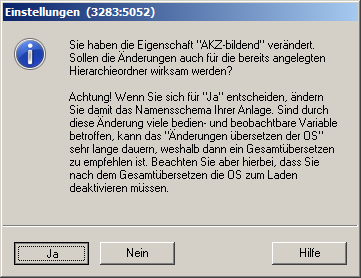 Einstellungen (3283:5052)
Sie haben die Eigenschaft "AKZ-bildend" verändert.
Sollen die Änderungen auch für die bereits angelegten
Hierarchieordner wirksam werden?
Achtung! Wenn Sie sich für "Ja" entscheiden, ändern
Sie damit das Namensschema Ihrer Anlage. Sind durch
diese Änderung viele bedien- und beobachtbare Variable
betroffen, kann das "Änderungen übersetzen der OS"
sehr lange dauern, weshalb dann ein Gesamtübersetzen
zu empfehlen ist. Beachten Sie aber hierbei, dass Sie
nach dem Gesamtübersetzen die OS zum Laden
deaktivieren müssen.
Ja
Nein
Hilfe